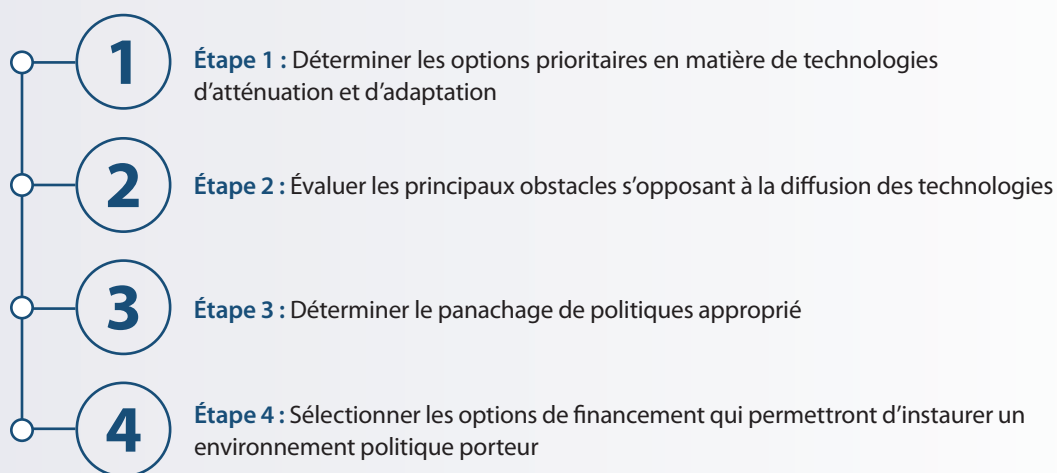 1
Étape 1 : Déterminer les options prioritaires en matière de technologies
d’atténuation et d’adaptation
2
Étape 2 : Évaluer les principaux obstacles s’opposant à la diffusion des technologies
3
Étape 3 : Déterminer le panachage de politiques approprié
4
Étape 4 : Sélectionner les options de financement qui permettront d’instaurer un
environnement politique porteur